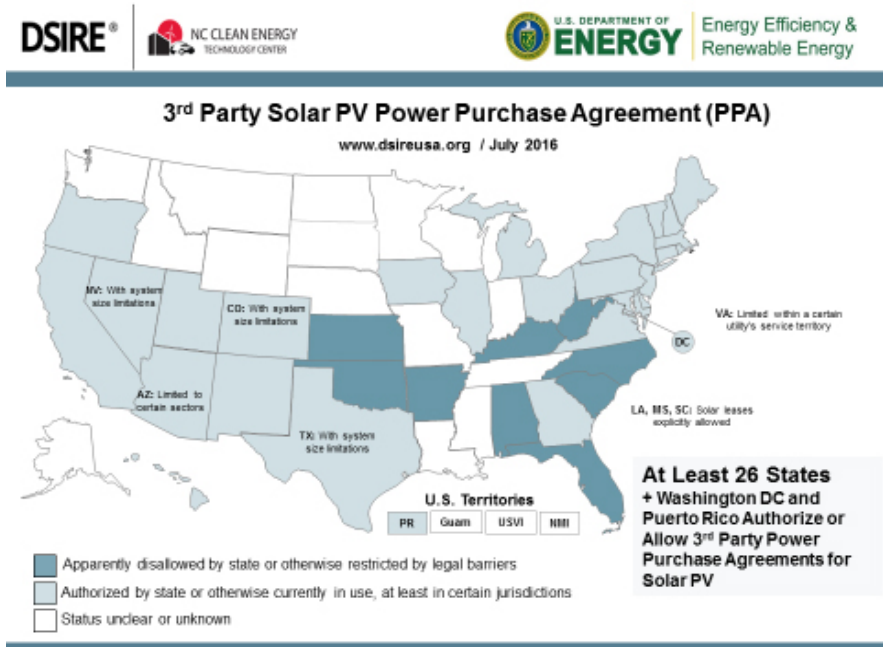 DSIRE®
NC CLEAN ENERGY
TECHNOLOGY CENTER
U.S. DEPARTMENT OF
ENERGY
Energy Efficiency &
Renewable Energy
3rd Party Solar PV Power Purchase Agreement (PPA)
www.dsireusa.org / July 2016
NV: With system
size limitations
CO: With system
size limitations
VA: Limited within a certain
utility's service territory
DC
AZ: Limited to
certain sectors
LA, MS, SC: Solar leases
explicitly allowed
TX: With system
size limitations
U.S. Territories
PR
Guam
USVI
NMI
At Least 26 States
+ Washington DC and
Puerto Rico Authorize or
Allow 3rd Party Power
Purchase Agreements for
Solar PV
Apparently disallowed by state or otherwise restricted by legal barriers
Authorized by state or otherwise currently in use, at least in certain jurisdictions
Status unclear or unknown